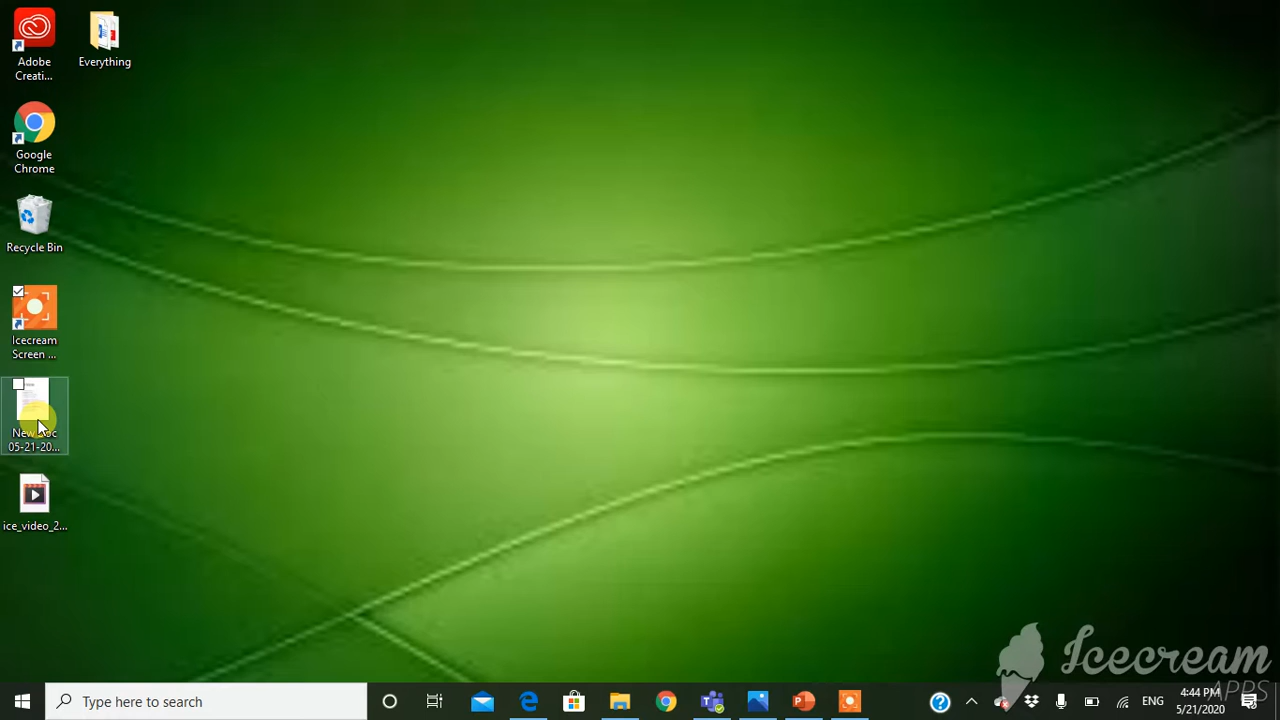 Adobe
Creati...
Everything
Google
Chrome
Recycle Bin
Icecream
Screen ...
New Doc
05-21-20...
ice_video_2...
Icecream
APPS
Type here to search
ENG
4:44 PM
5/21/2020